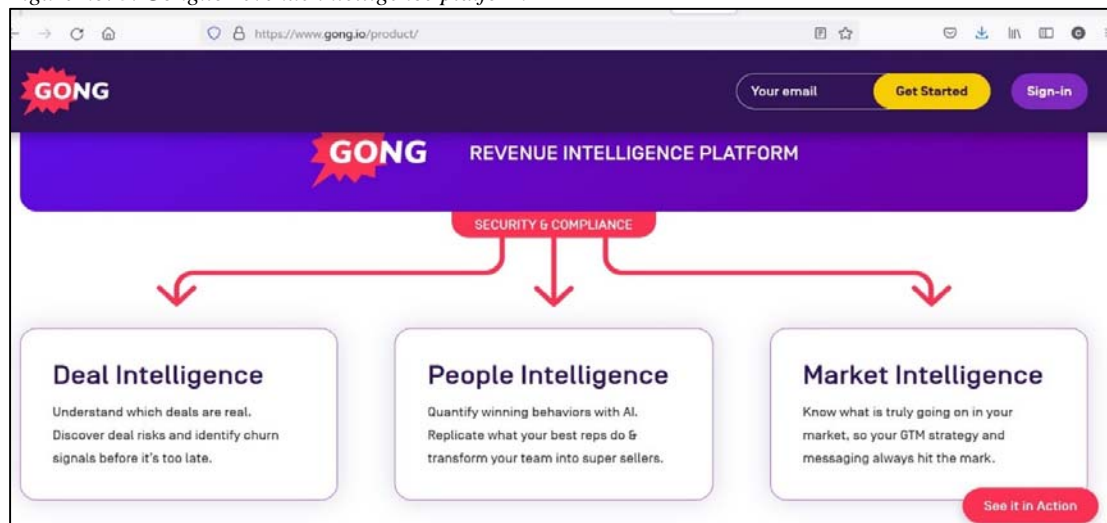 https://www.gong.io/product/
GONG
Your email
Get Started
Sign-in
GONG
REVENUE INTELLIGENCE PLATFORM
SECURITY & COMPLIANCE
Deal Intelligence
Understand which deals are real.
Discover deal risks and identify churn
signals before it's too late.
People Intelligence
Quantify winning behaviors with AI.
Replicate what your best reps do &
transform your team into super sellers.
Market Intelligence
Know what is truly going on in your
market, so your GTM strategy and
messaging always hit the mark.
See it in Action